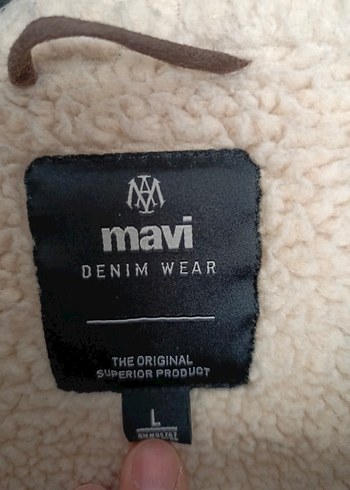 mavi
DENIM WEAR
THE ORIGINAL
SUPERIOR PRODUCT
L